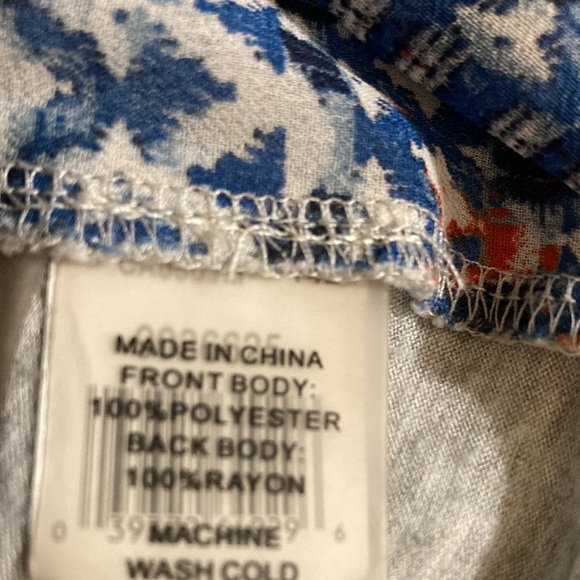 MADE IN CHINA
FRONT BODY:
100%POLYESTER
BACK BODY:
100%RAYON
MACHINE
WASH COLD